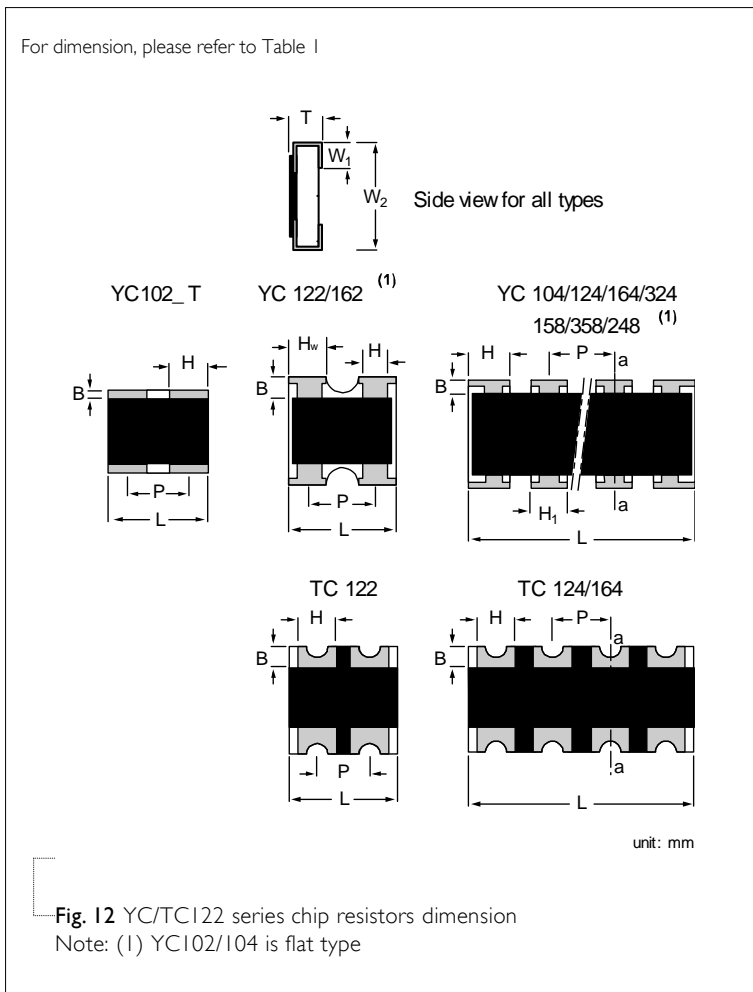 For dimension, please refer to Table 1
T
W1
W2
Side view for all types
YC102_ T
YC 122/162 (1)
YC 104/124/164/324
158/358/248 (1)
H
B
P
L
Hw
H
B
P
L
H
P
a
B
H1
a
L
TC 122
TC 124/164
H
B
P
L
H
P
a
B
a
L
unit: mm
Fig. 12 YC/TC122 series chip resistors dimension
Note: (1) YC102/104 is flat type